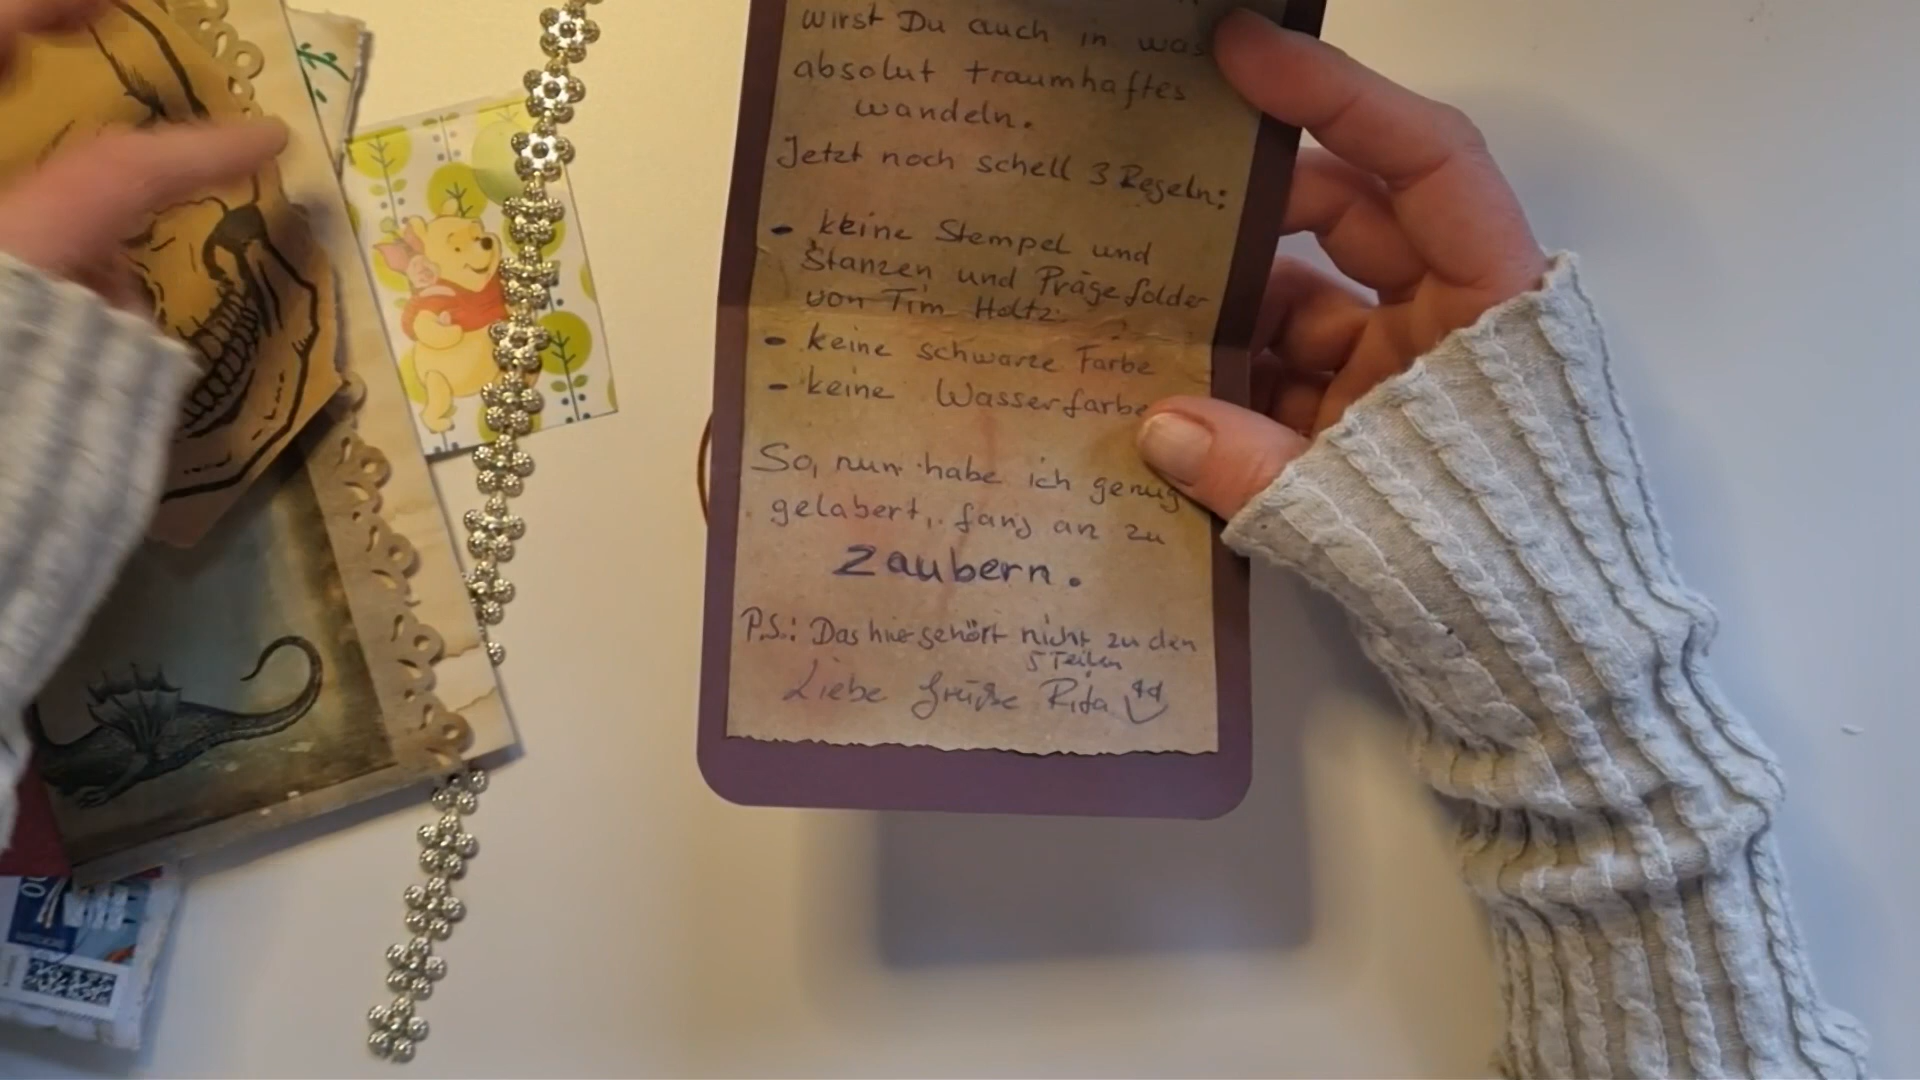 wirst Du auch in was
absolut traumhaftes
wandeln.
Jetzt noch schell 3 Regeln:
- keine Stempel und
Stanzen und Prägefolder
von Tim Holtz.
- keine schwarze Farbe
- keine Wasserfarbe
So, nun habe ich genug
gelabert, fang an zu
zaubern.
P.S.: Das hier gehört nicht zu den
5 Teilen
Liebe Grüße Rita